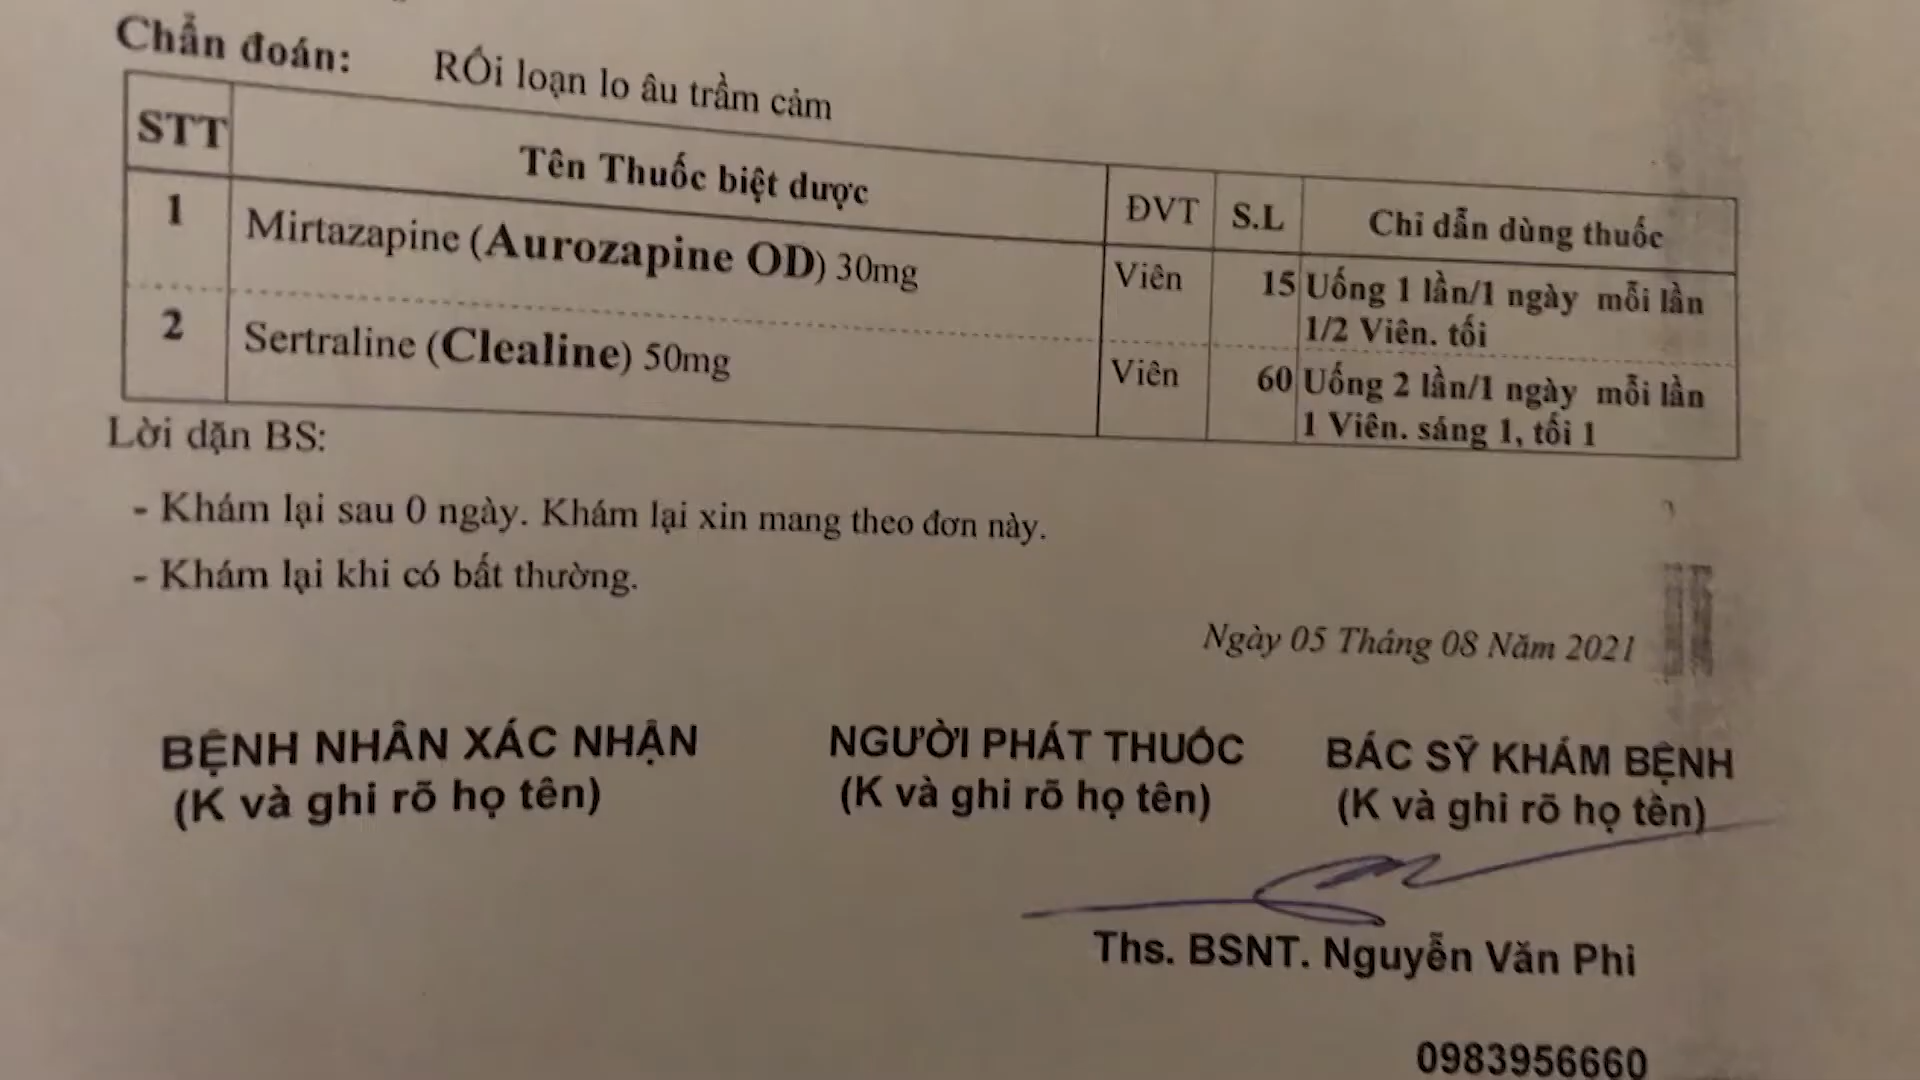 Chẩn đoán: RỐi loạn lo âu trầm cảm
STT Tên Thuốc biệt dược ĐVT S.L Chỉ dẫn dùng thuốc
1 Mirtazapine (Aurozapine OD) 30mg Viên 15 Uống 1 lần/1 ngày mỗi lần
1/2 Viên. tối
2 Sertraline (Clealine) 50mg Viên 60 Uống 2 lần/1 ngày mỗi lần
1 Viên. sáng 1, tối 1
Lời dặn BS:
- Khám lại sau 0 ngày. Khám lại xin mang theo đơn này.
- Khám lại khi có bất thường.
Ngày 05 Tháng 08 Năm 2021
BỆNH NHÂN XÁC NHẬN NGƯỜI PHÁT THUỐC BÁC SỸ KHÁM BỆNH
(K và ghi rõ họ tên) (K và ghi rõ họ tên) (K và ghi rõ họ tên)
Ths. BSNT. Nguyễn Văn Phi
0983956660